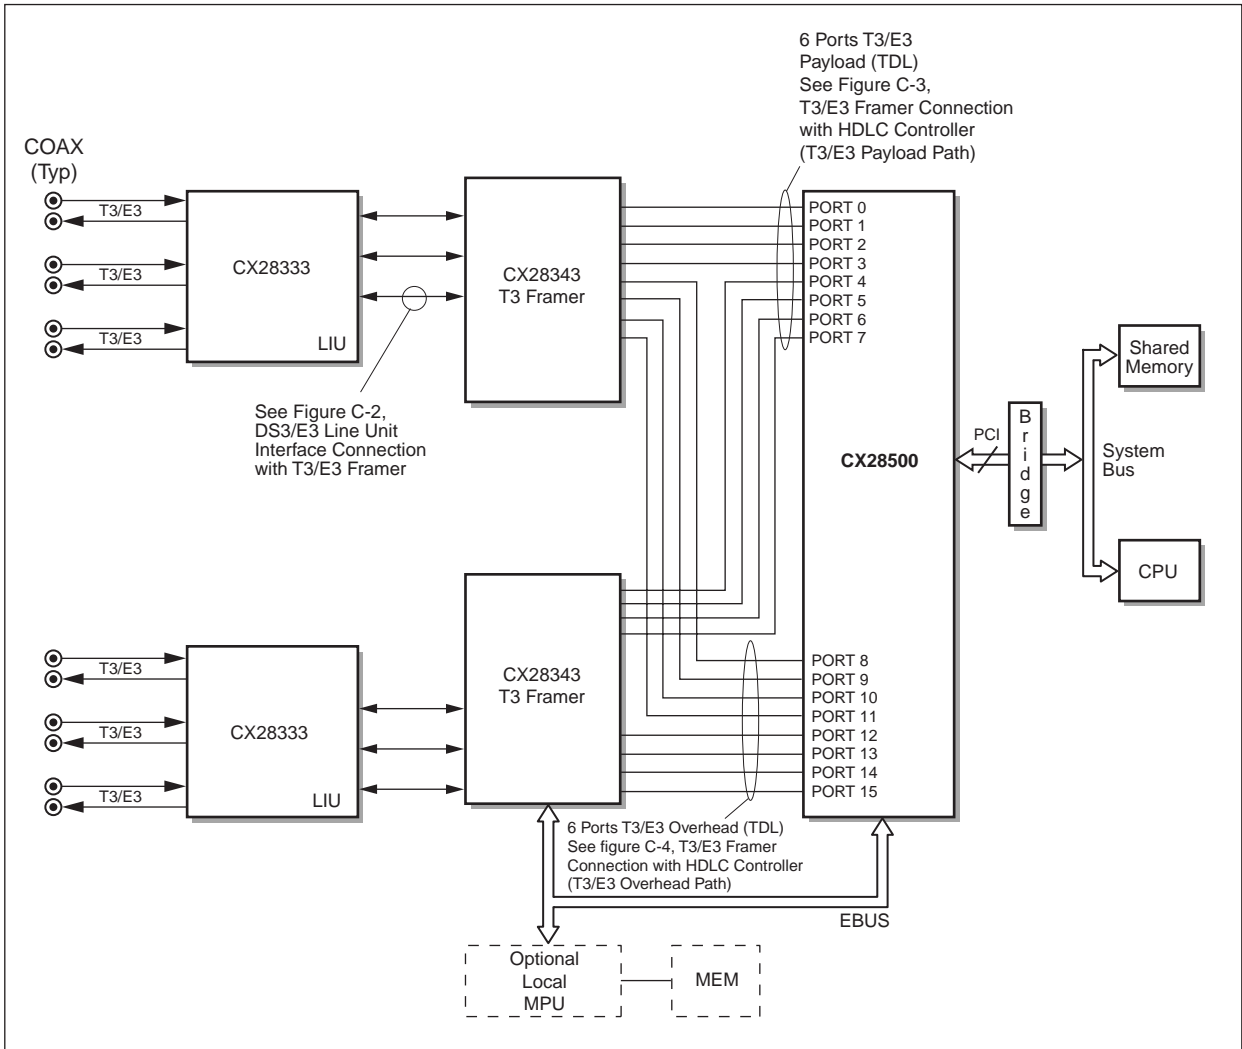 6 Ports T3/E3
Payload (TDL)
See Figure C-3,
T3/E3 Framer Connection
with HDLC Controller
(T3/E3 Payload Path)
COAX
(Typ)
T3/E3
T3/E3
T3/E3
CX28333
LIU
CX28343
T3 Framer
PORT 0
PORT 1
PORT 2
PORT 3
PORT 4
PORT 5
PORT 6
PORT 7
See Figure C-2,
DS3/E3 Line Unit
Interface Connection
with T3/E3 Framer
CX28500
PCI
Bridge
System
Bus
Shared
Memory
CPU
T3/E3
T3/E3
T3/E3
CX28333
LIU
CX28343
T3 Framer
PORT 8
PORT 9
PORT 10
PORT 11
PORT 12
PORT 13
PORT 14
PORT 15
6 Ports T3/E3 Overhead (TDL)
See figure C-4, T3/E3 Framer
Connection with HDLC Controller
(T3/E3 Overhead Path)
EBUS
Optional
Local
MPU
MEM